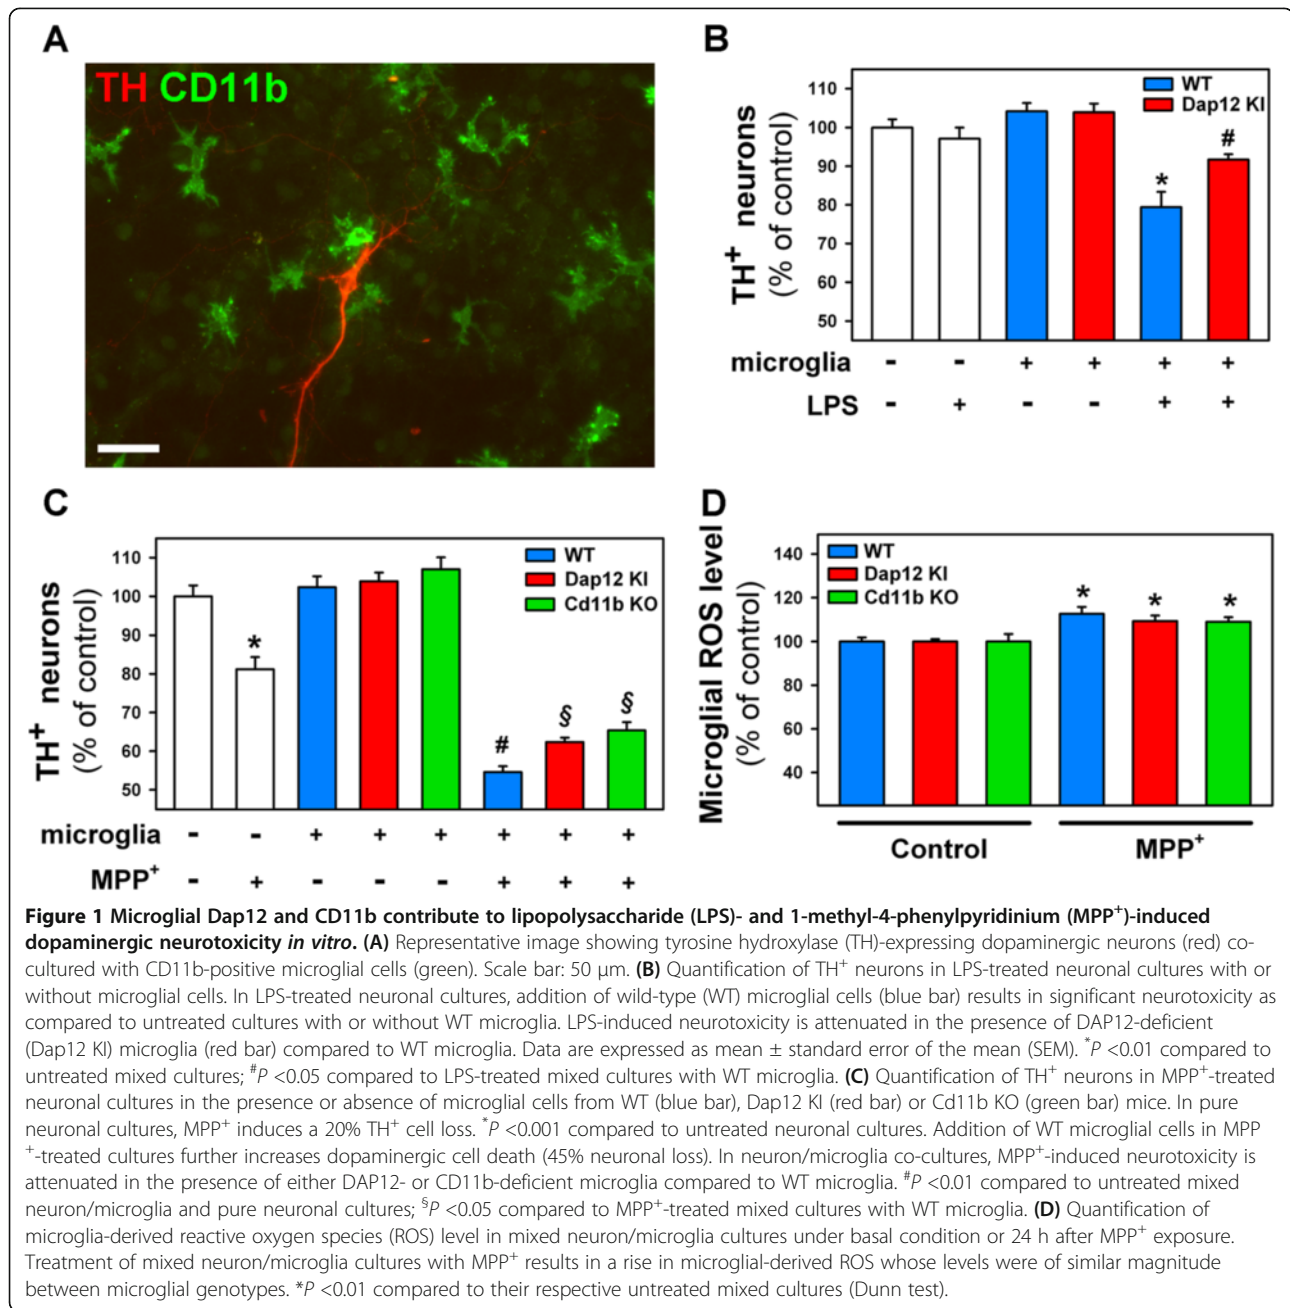 A
TH CD11b
B
TH+ neurons
(% of control)
110
100
90
80
70
60
50
WT
Dap12 KI
*
#
microglia - - + + + +
LPS - + - - + +
C
TH+ neurons
(% of control)
110
100
90
80
70
60
50
WT
Dap12 KI
Cd11b KO
*
#
§
§
microglia - - + + + + + +
MPP+ - + - - - + + +
D
Microglial ROS level
(% of control)
140
120
100
80
60
40
WT
Dap12 KI
Cd11b KO
* * *
Control MPP+
Figure 1 Microglial Dap12 and CD11b contribute to lipopolysaccharide (LPS)- and 1-methyl-4-phenylpyridinium (MPP+)-induced
dopaminergic neurotoxicity in vitro. (A) Representative image showing tyrosine hydroxylase (TH)-expressing dopaminergic neurons (red) co-
cultured with CD11b-positive microglial cells (green). Scale bar: 50 μm. (B) Quantification of TH+ neurons in LPS-treated neuronal cultures with or
without microglial cells. In LPS-treated neuronal cultures, addition of wild-type (WT) microglial cells (blue bar) results in significant neurotoxicity as
compared to untreated cultures with or without WT microglia. LPS-induced neurotoxicity is attenuated in the presence of DAP12-deficient
(Dap12 KI) microglia (red bar) compared to WT microglia. Data are expressed as mean ± standard error of the mean (SEM). *P <0.01 compared to
untreated mixed cultures; #P <0.05 compared to LPS-treated mixed cultures with WT microglia. (C) Quantification of TH+ neurons in MPP+-treated
neuronal cultures in the presence or absence of microglial cells from WT (blue bar), Dap12 KI (red bar) or Cd11b KO (green bar) mice. In pure
neuronal cultures, MPP+ induces a 20% TH+ cell loss. *P <0.001 compared to untreated neuronal cultures. Addition of WT microglial cells in MPP
+-treated cultures further increases dopaminergic cell death (45% neuronal loss). In neuron/microglia co-cultures, MPP+-induced neurotoxicity is
attenuated in the presence of either DAP12- or CD11b-deficient microglia compared to WT microglia. #P <0.01 compared to untreated mixed
neuron/microglia and pure neuronal cultures; §P <0.05 compared to MPP+-treated mixed cultures with WT microglia. (D) Quantification of
microglia-derived reactive oxygen species (ROS) level in mixed neuron/microglia cultures under basal condition or 24 h after MPP+ exposure.
Treatment of mixed neuron/microglia cultures with MPP+ results in a rise in microglial-derived ROS whose levels were of similar magnitude
between microglial genotypes. *P <0.01 compared to their respective untreated mixed cultures (Dunn test).